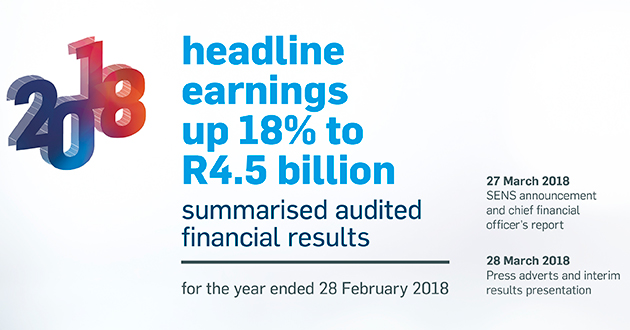 2018
headline
earnings
up 18% to
R4.5 billion
summarised audited
financial results
for the year ended 28 February 2018
27 March 2018
SENS announcement
and chief financial
officer's report
28 March 2018
Press adverts and interim
results presentation